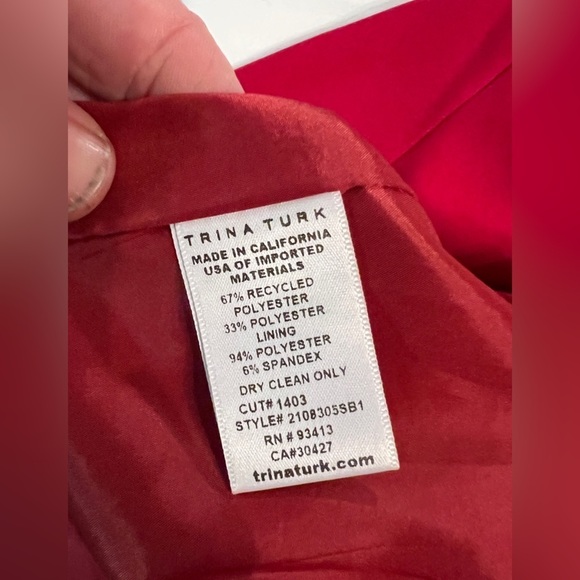 TRINA TURK
MADE IN CALIFORNIA
USA OF IMPORTED
MATERIALS
67% RECYCLED
POLYESTER
33% POLYESTER
LINING
94% POLYESTER
6% SPANDEX
DRY CLEAN ONLY
CUT# 1403
STYLE# 2108305SB1
RN # 93413
CA#30427
trinaturk.com